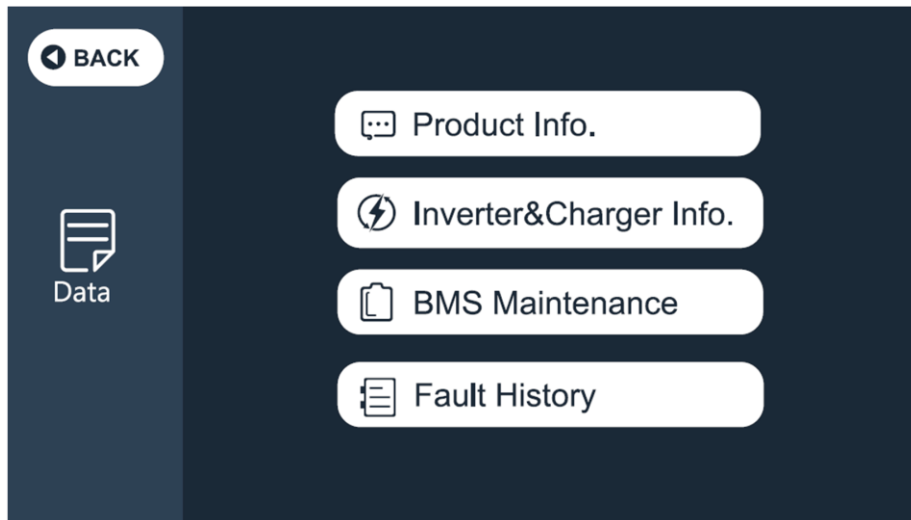 BACK
Data
Product Info.
Inverter&Charger Info.
BMS Maintenance
Fault History